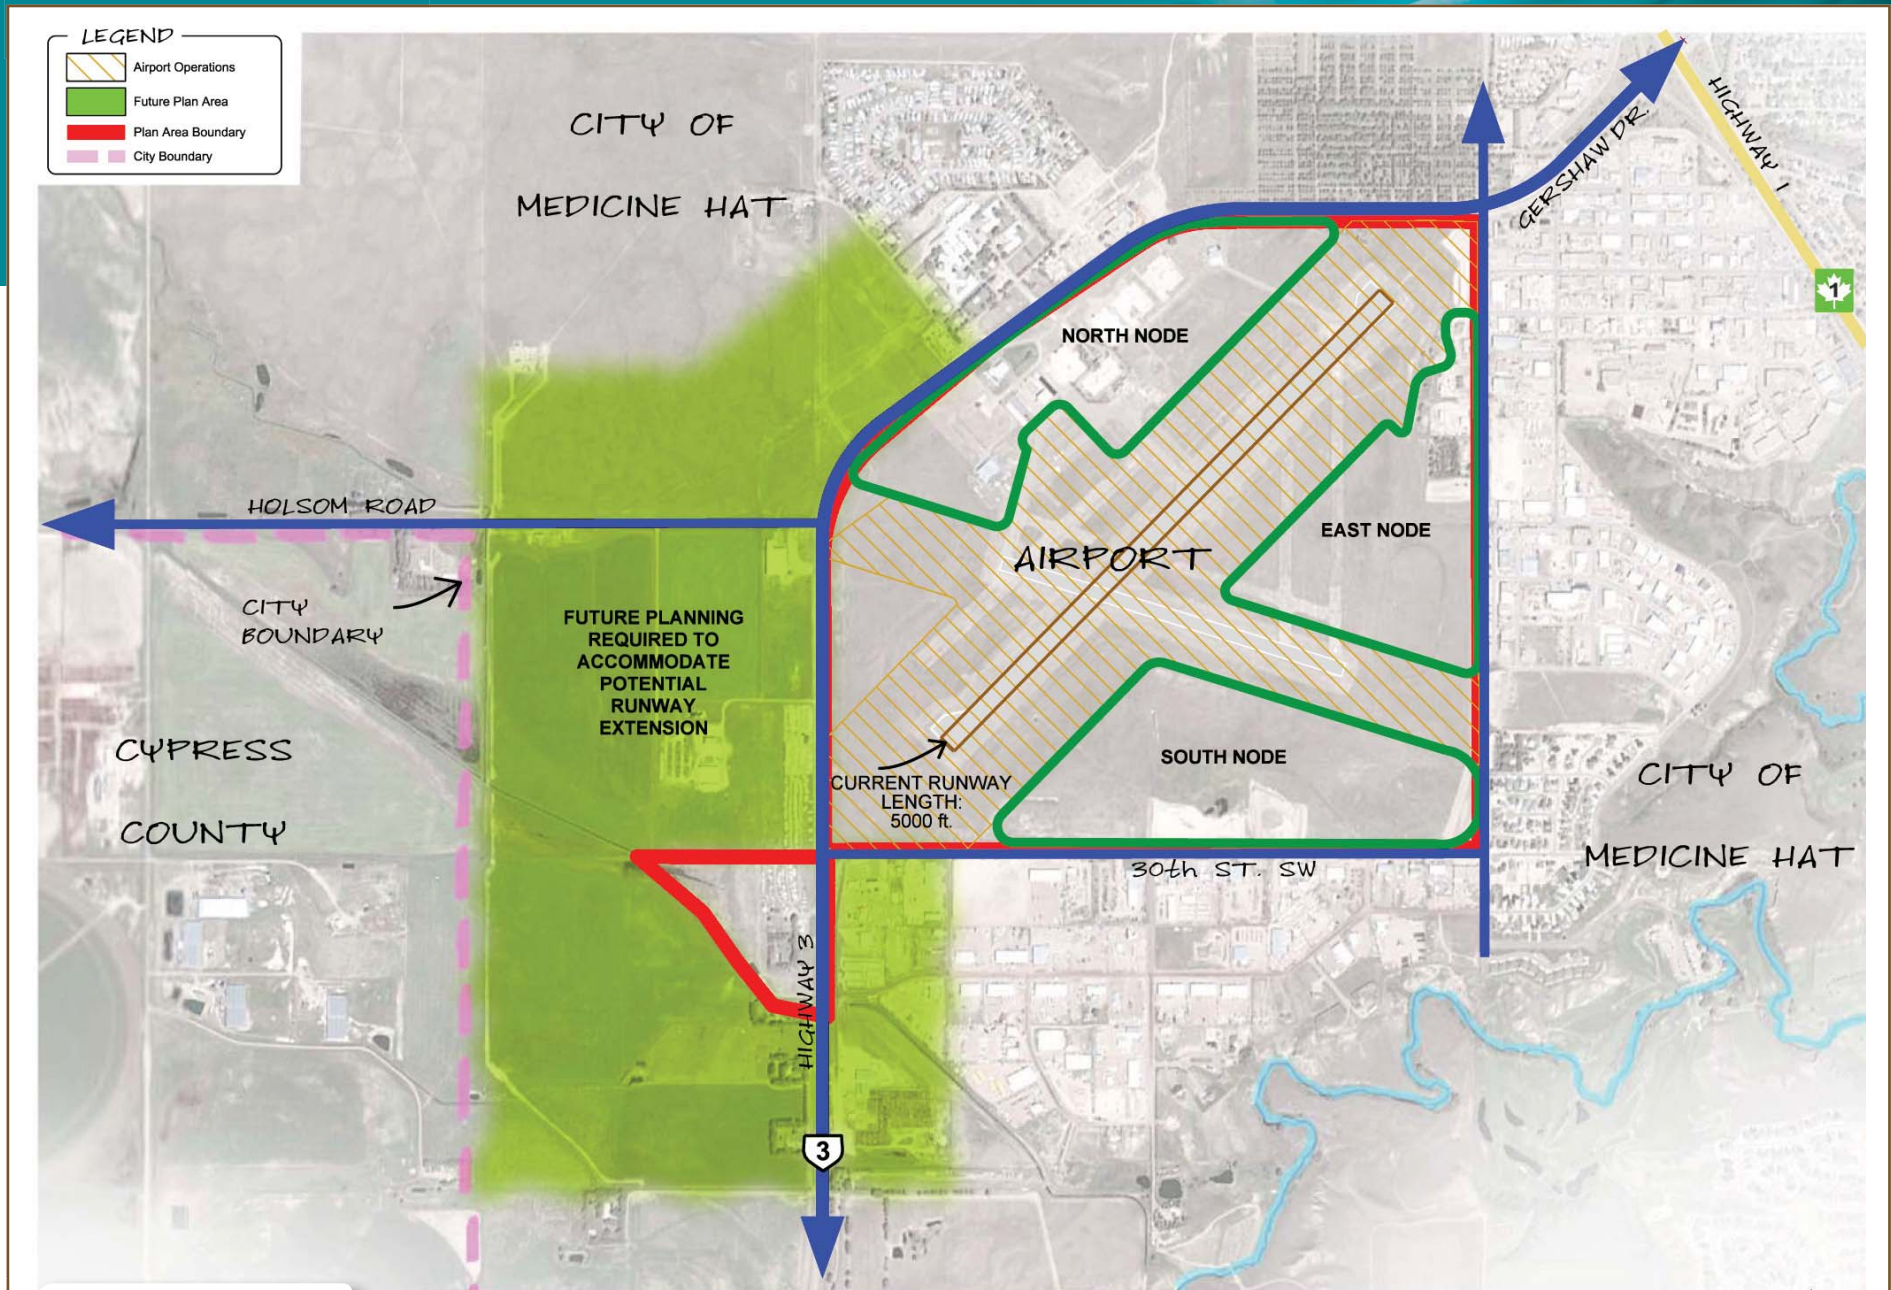 LEGEND
Airport Operations
Future Plan Area
Plan Area Boundary
City Boundary
CITY OF
MEDICINE HAT
GERSHAW DR.
HIGHWAY 1
1
NORTH NODE
HOLSOM ROAD
EAST NODE
AIRPORT
CITY
BOUNDARY
FUTURE PLANNING
REQUIRED TO
ACCOMMODATE
POTENTIAL
RUNWAY
EXTENSION
CYPRESS
COUNTY
SOUTH NODE
CURRENT RUNWAY
LENGTH:
5000 ft.
CITY OF
MEDICINE HAT
30th ST. SW
HIGHWAY 3
3